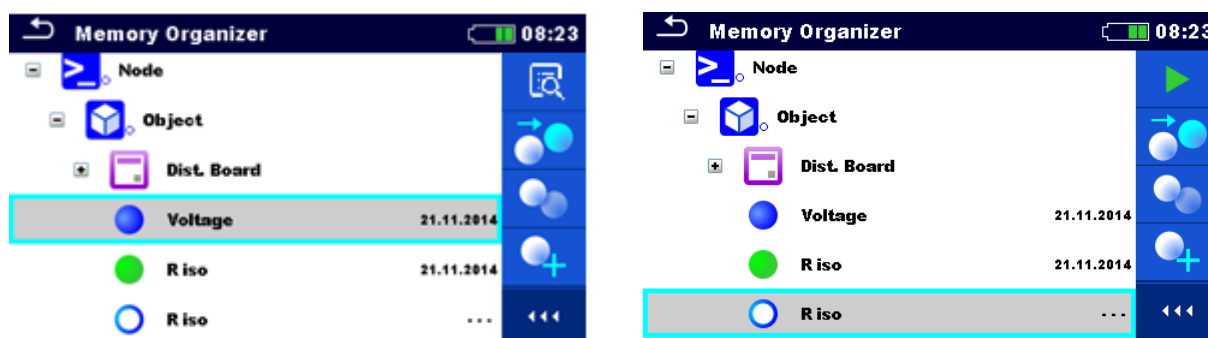 Memory Organizer 08:23
Node
Object
Dist. Board
Voltage 21.11.2014
R iso 21.11.2014
R iso ---
Memory Organizer 08:23
Node
Object
Dist. Board
Voltage 21.11.2014
R iso 21.11.2014
R iso ---